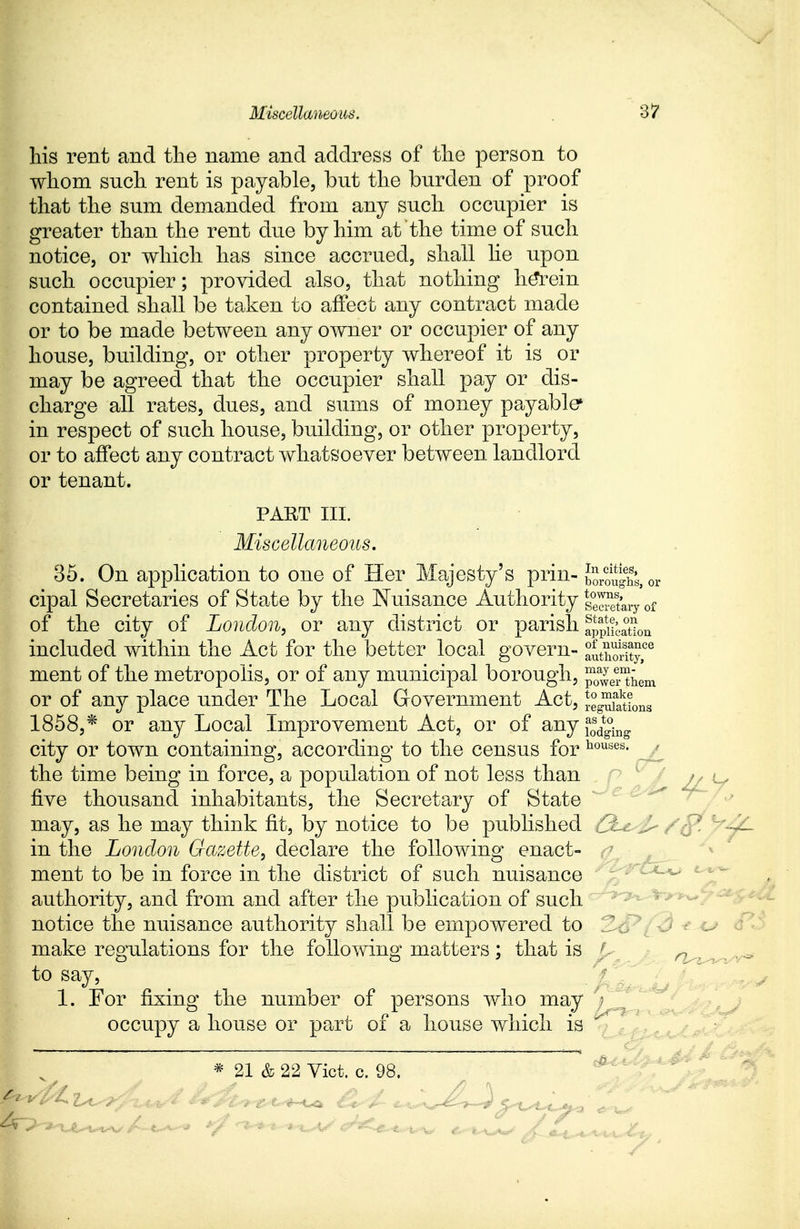 Miscellaneous. 37
his rent and the name and address of the person to
whom such rent is payable, but the burden of proof
that the sum demanded from any such occupier is
greater than the rent due by him at the time of such
notice, or which has since accrued, shall lie upon
such occupier; provided also, that nothing herein
contained shall be taken to affect any contract made
or to be made between any owner or occupier of any
house, building, or other property whereof it is or
may be agreed that the occupier shall pay or dis-
charge all rates, dues, and sums of money payable
in respect of such house, building, or other property,
or to affect any contract whatsoever between landlord
or tenant.
PART III.
Miscellaneous.
35. On application to one of Her Majesty's prin-
cipal Secretaries of State by the Nuisance Authority
of the city of London, or any district or parish
included within the Act for the better local govern-
ment of the metropolis, or of any municipal borough,
or of any place under The Local Government Act,
1858,* or any Local Improvement Act, or of any
city or town containing, according to the census for
the time being in force, a population of not less than
five thousand inhabitants, the Secretary of State
may, as he may think fit, by notice to be published
in the London Gazette, declare the following enact-
ment to be in force in the district of such nuisance
authority, and from and after the publication of such
notice the nuisance authority shall be empowered to
make regulations for the following matters; that is
to say,
1. For fixing the number of persons who may
occupy a house or part of a house which is
In cities,
boroughs, or
towns,
Secretary of
State, on
application
of nuisance
authority,
may em-
power them
to make
regulations
as to
lodging
houses.
* 21 & 22 Vict. c. 98.